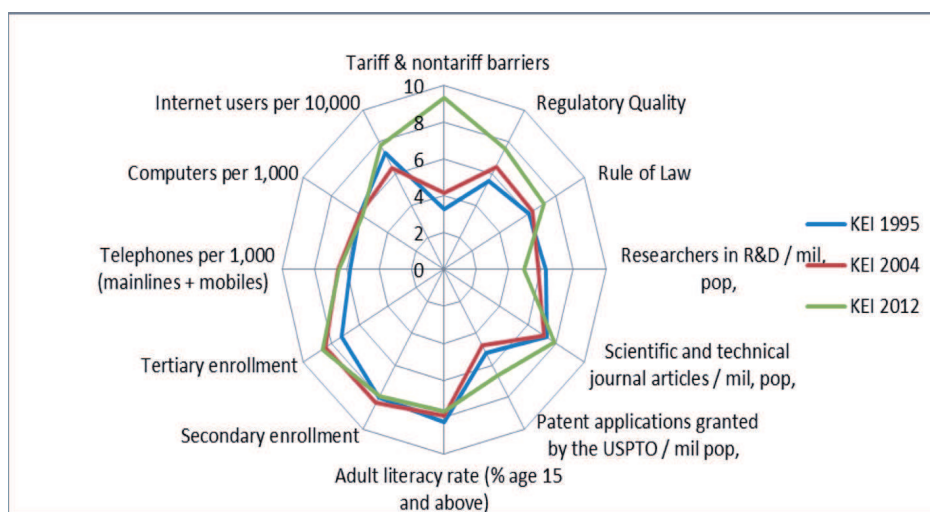 Tariff & nontariff barriers
Internet users per 10,000
Regulatory Quality
Computers per 1,000
Rule of Law
Telephones per 1,000
(mainlines + mobiles)
Researchers in R&D / mil,
pop,
Tertiary enrollment
Scientific and technical
journal articles / mil, pop,
Secondary enrollment
Patent applications granted
by the USPTO / mil pop,
Adult literacy rate (% age 15
and above)
10
8
6
4
2
0
KEI 1995
KEI 2004
KEI 2012